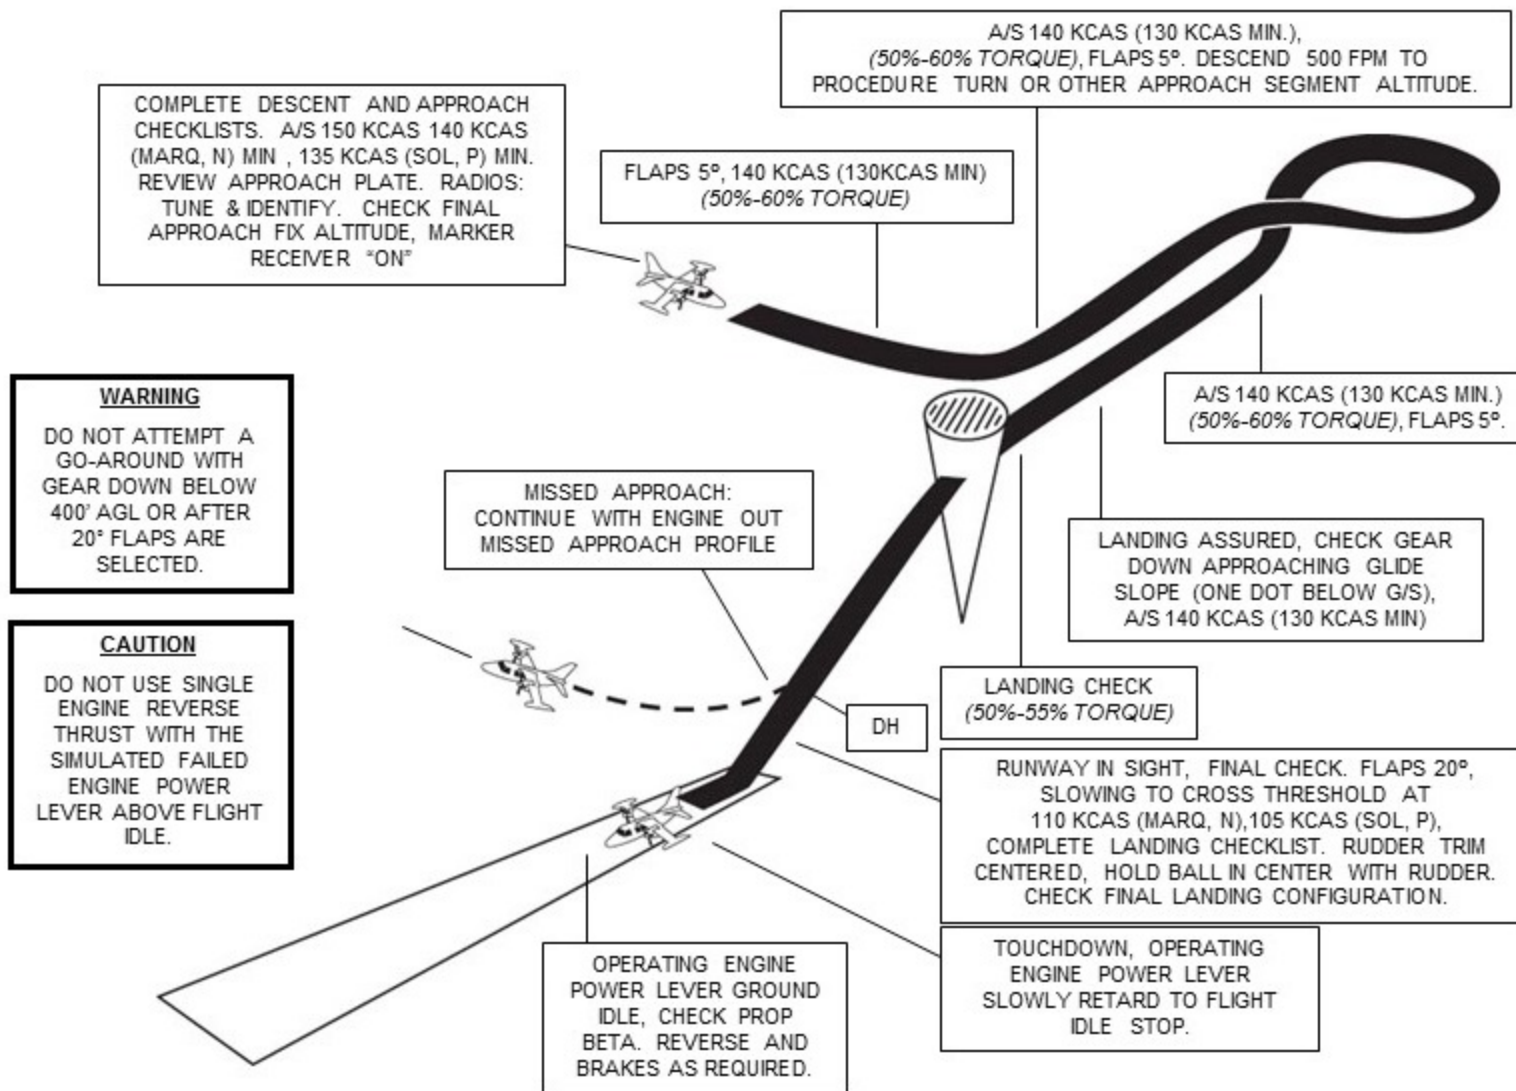 A/S 140 KCAS (130 KCAS MIN.),
(50%-60% TORQUE), FLAPS 5º. DESCEND 500 FPM TO
PROCEDURE TURN OR OTHER APPROACH SEGMENT ALTITUDE.
COMPLETE DESCENT AND APPROACH
CHECKLISTS. A/S 150 KCAS 140 KCAS
(MARQ, N) MIN , 135 KCAS (SOL, P) MIN.
REVIEW APPROACH PLATE. RADIOS:
TUNE & IDENTIFY. CHECK FINAL
APPROACH FIX ALTITUDE, MARKER
RECEIVER "ON"
FLAPS 5º, 140 KCAS (130KCAS MIN)
(50%-60% TORQUE)
A/S 140 KCAS (130 KCAS MIN.)
(50%-60% TORQUE), FLAPS 5º.
WARNING
DO NOT ATTEMPT A
GO-AROUND WITH
GEAR DOWN BELOW
400' AGL OR AFTER
20° FLAPS ARE
SELECTED.
MISSED APPROACH:
CONTINUE WITH ENGINE OUT
MISSED APPROACH PROFILE
LANDING ASSURED, CHECK GEAR
DOWN APPROACHING GLIDE
SLOPE (ONE DOT BELOW G/S),
A/S 140 KCAS (130 KCAS MIN)
CAUTION
DO NOT USE SINGLE
ENGINE REVERSE
THRUST WITH THE
SIMULATED FAILED
ENGINE POWER
LEVER ABOVE FLIGHT
IDLE.
LANDING CHECK
(50%-55% TORQUE)
DH
RUNWAY IN SIGHT, FINAL CHECK. FLAPS 20º,
SLOWING TO CROSS THRESHOLD AT
110 KCAS (MARQ, N),105 KCAS (SOL, P),
COMPLETE LANDING CHECKLIST. RUDDER TRIM
CENTERED, HOLD BALL IN CENTER WITH RUDDER.
CHECK FINAL LANDING CONFIGURATION.
TOUCHDOWN, OPERATING
ENGINE POWER LEVER
SLOWLY RETARD TO FLIGHT
IDLE STOP.
OPERATING ENGINE
POWER LEVER GROUND
IDLE, CHECK PROP
BETA. REVERSE AND
BRAKES AS REQUIRED.